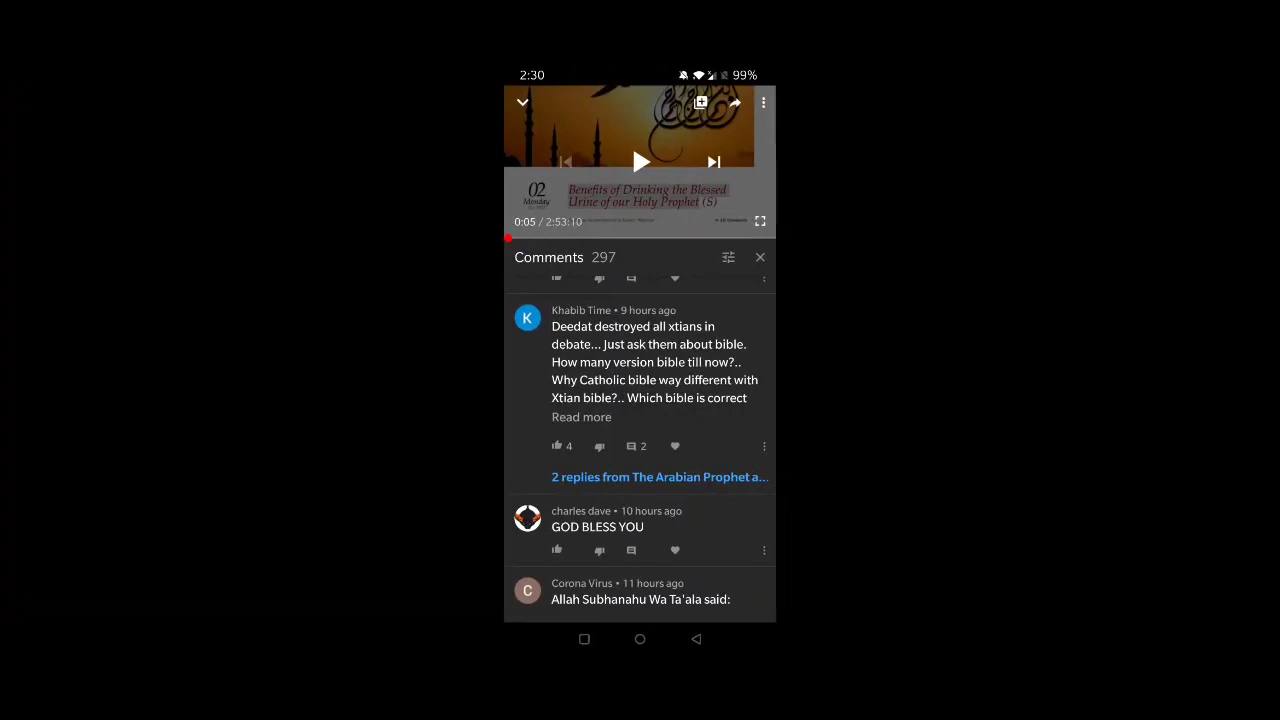 2:30 99%
02 Benefits of Drinking the Blessed
Monday Urine of our Holy Prophet (S)
0:05 / 2:53:10
Comments 297
Khabib Time • 9 hours ago
Deedat destroyed all xtians in
debate... Just ask them about bible.
How many version bible till now?..
Why Catholic bible way different with
Xtian bible?.. Which bible is correct
Read more
4 2
2 replies from The Arabian Prophet a...
charles dave • 10 hours ago
GOD BLESS YOU
C Corona Virus • 11 hours ago
Allah Subhanahu Wa Ta'ala said: